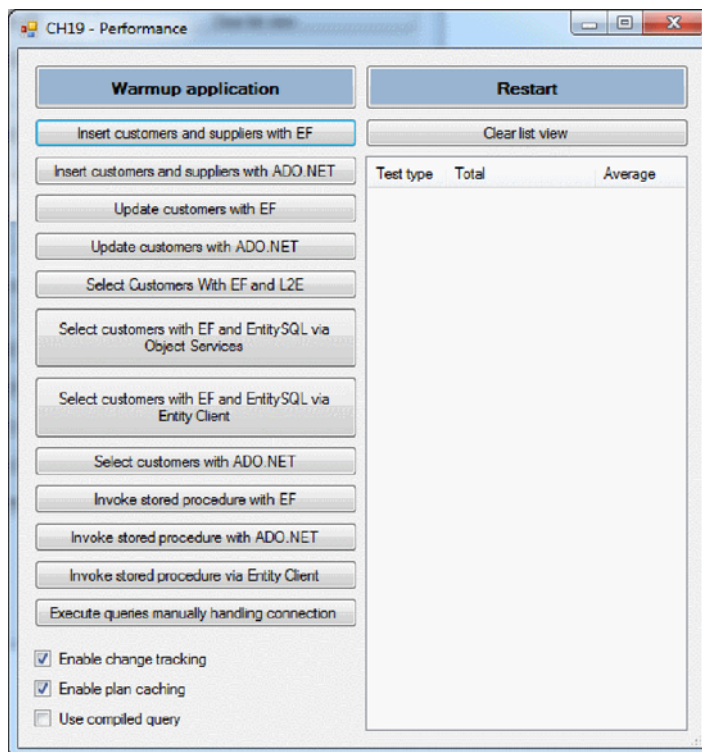 CH19 - Performance
Warmup application
Restart
Insert customers and suppliers with EF
Clear list view
Insert customers and suppliers with ADO.NET
Test type Total Average
Update customers with EF
Update customers with ADO.NET
Select Customers With EF and L2E
Select customers with EF and EntitySQL via
Object Services
Select customers with EF and EntitySQL via
Entity Client
Select customers with ADO.NET
Invoke stored procedure with EF
Invoke stored procedure with ADO.NET
Invoke stored procedure via Entity Client
Execute queries manually handling connection
Enable change tracking
Enable plan caching
Use compiled query